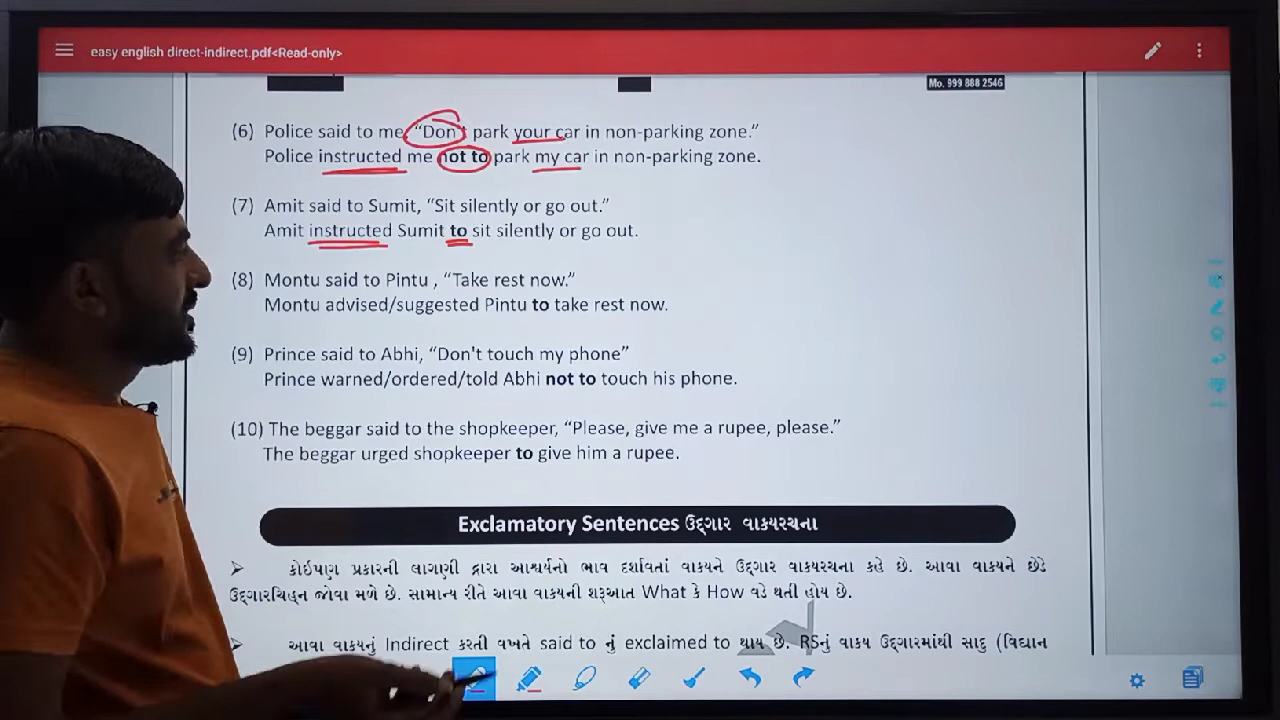 easy english direct-indirect.pdf<Read-only>
Mo. 999 888 2546
(6) Police said to me, “Don't park your car in non-parking zone.”
Police instructed me not to park my car in non-parking zone.
(7) Amit said to Sumit, “Sit silently or go out.”
Amit instructed Sumit to sit silently or go out.
(8) Montu said to Pintu , “Take rest now.”
Montu advised/suggested Pintu to take rest now.
(9) Prince said to Abhi, “Don't touch my phone”
Prince warned/ordered/told Abhi not to touch his phone.
(10) The beggar said to the shopkeeper, “Please, give me a rupee, please.”
The beggar urged shopkeeper to give him a rupee.
Exclamatory Sentences ઉદ્દગાર વાક્યરચના
➢ કોઈપણ પ્રકારની લાગણી દ્વારા આશ્ચર્યનો ભાવ દર્શાવતાં વાક્યને ઉદ્દગાર વાક્યરચના કહે છે. આવા વાક્યને છેડે
ઉદ્દગારચિહ્ન જોવા મળે છે. સામાન્ય રીતે આવા વાક્યની શરૂઆત What કે How વડે થતી હોય છે.
➢ આવા વાક્યનું Indirect કરતી વખતે said to નું exclaimed to થાય છે. RSનું વાક્ય ઉદ્દગારમાંથી સાદુ (વિધાન